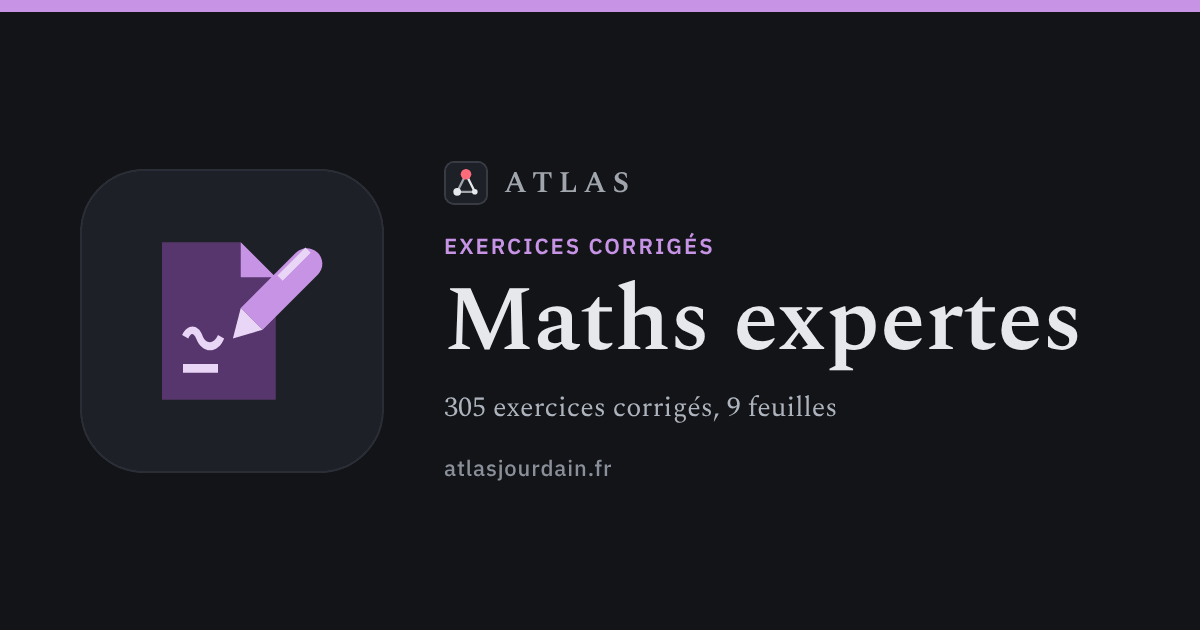 ATLAS
EXERCICES CORRIGÉS
Maths expertes
305 exercices corrigés, 9 feuilles
atlasjourdain.fr